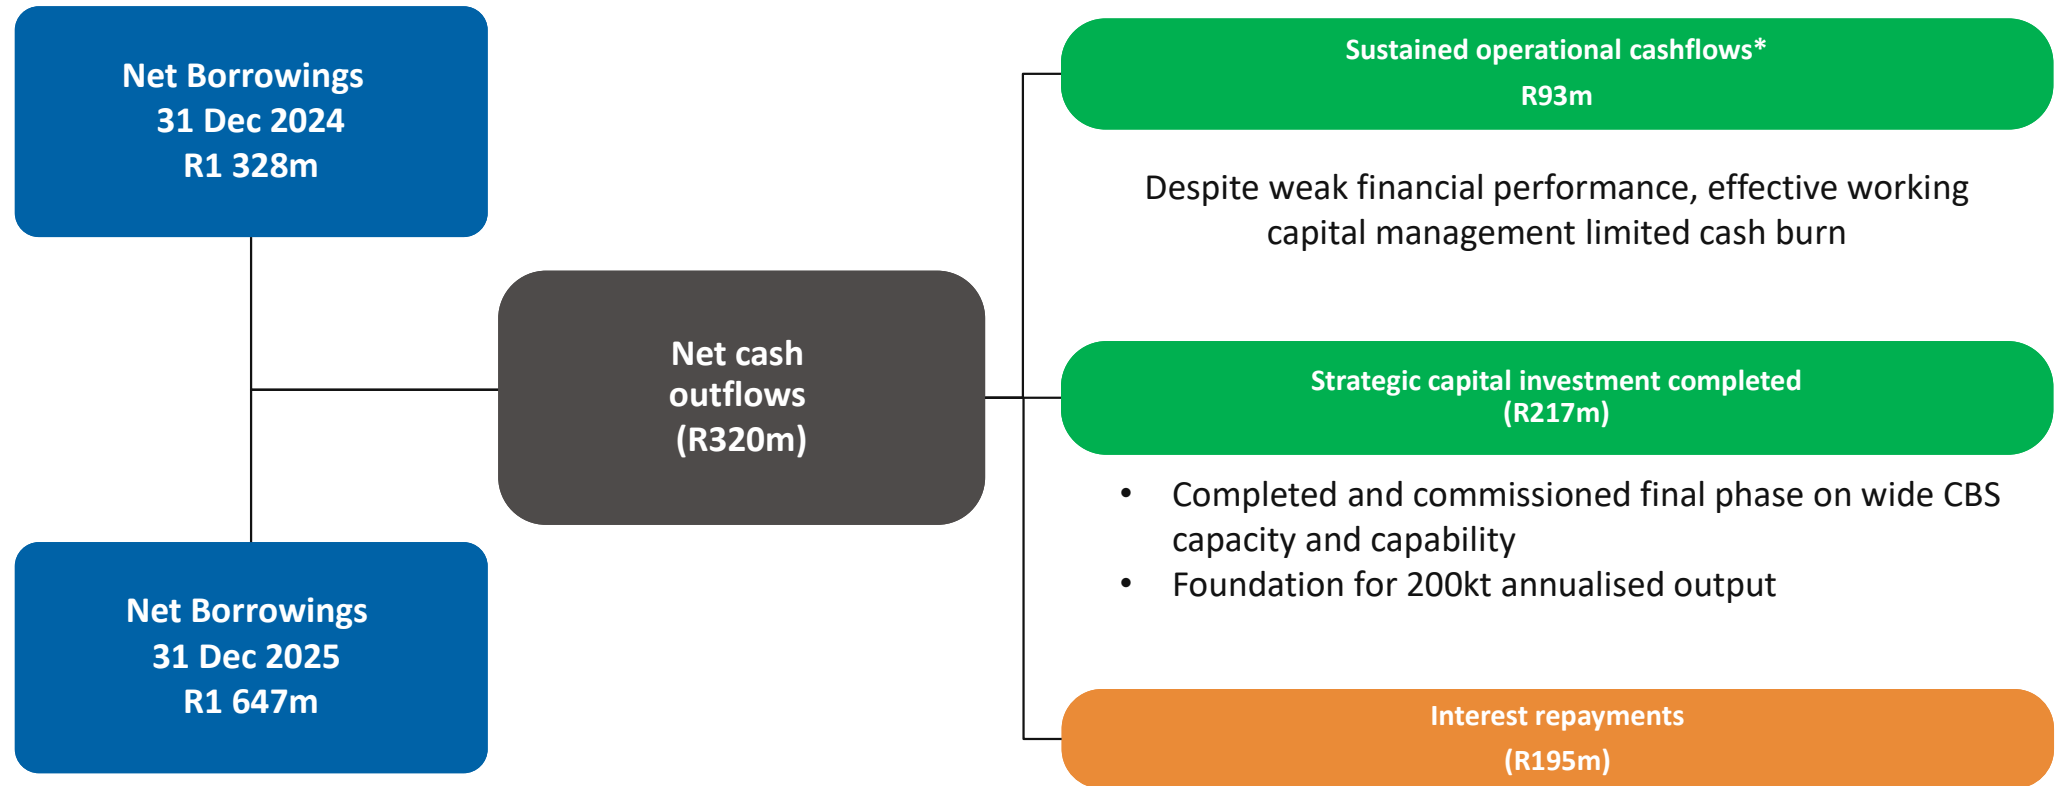 Net Borrowings
31 Dec 2024
R1 328m
Net Borrowings
31 Dec 2025
R1 647m
Net cash
outflows
(R320m)
Sustained operational cashflows*
R93m
Despite weak financial performance, effective working
capital management limited cash burn
Strategic capital investment completed
(R217m)
• Completed and commissioned final phase on wide CBS
capacity and capability
• Foundation for 200kt annualised output
Interest repayments
(R195m)